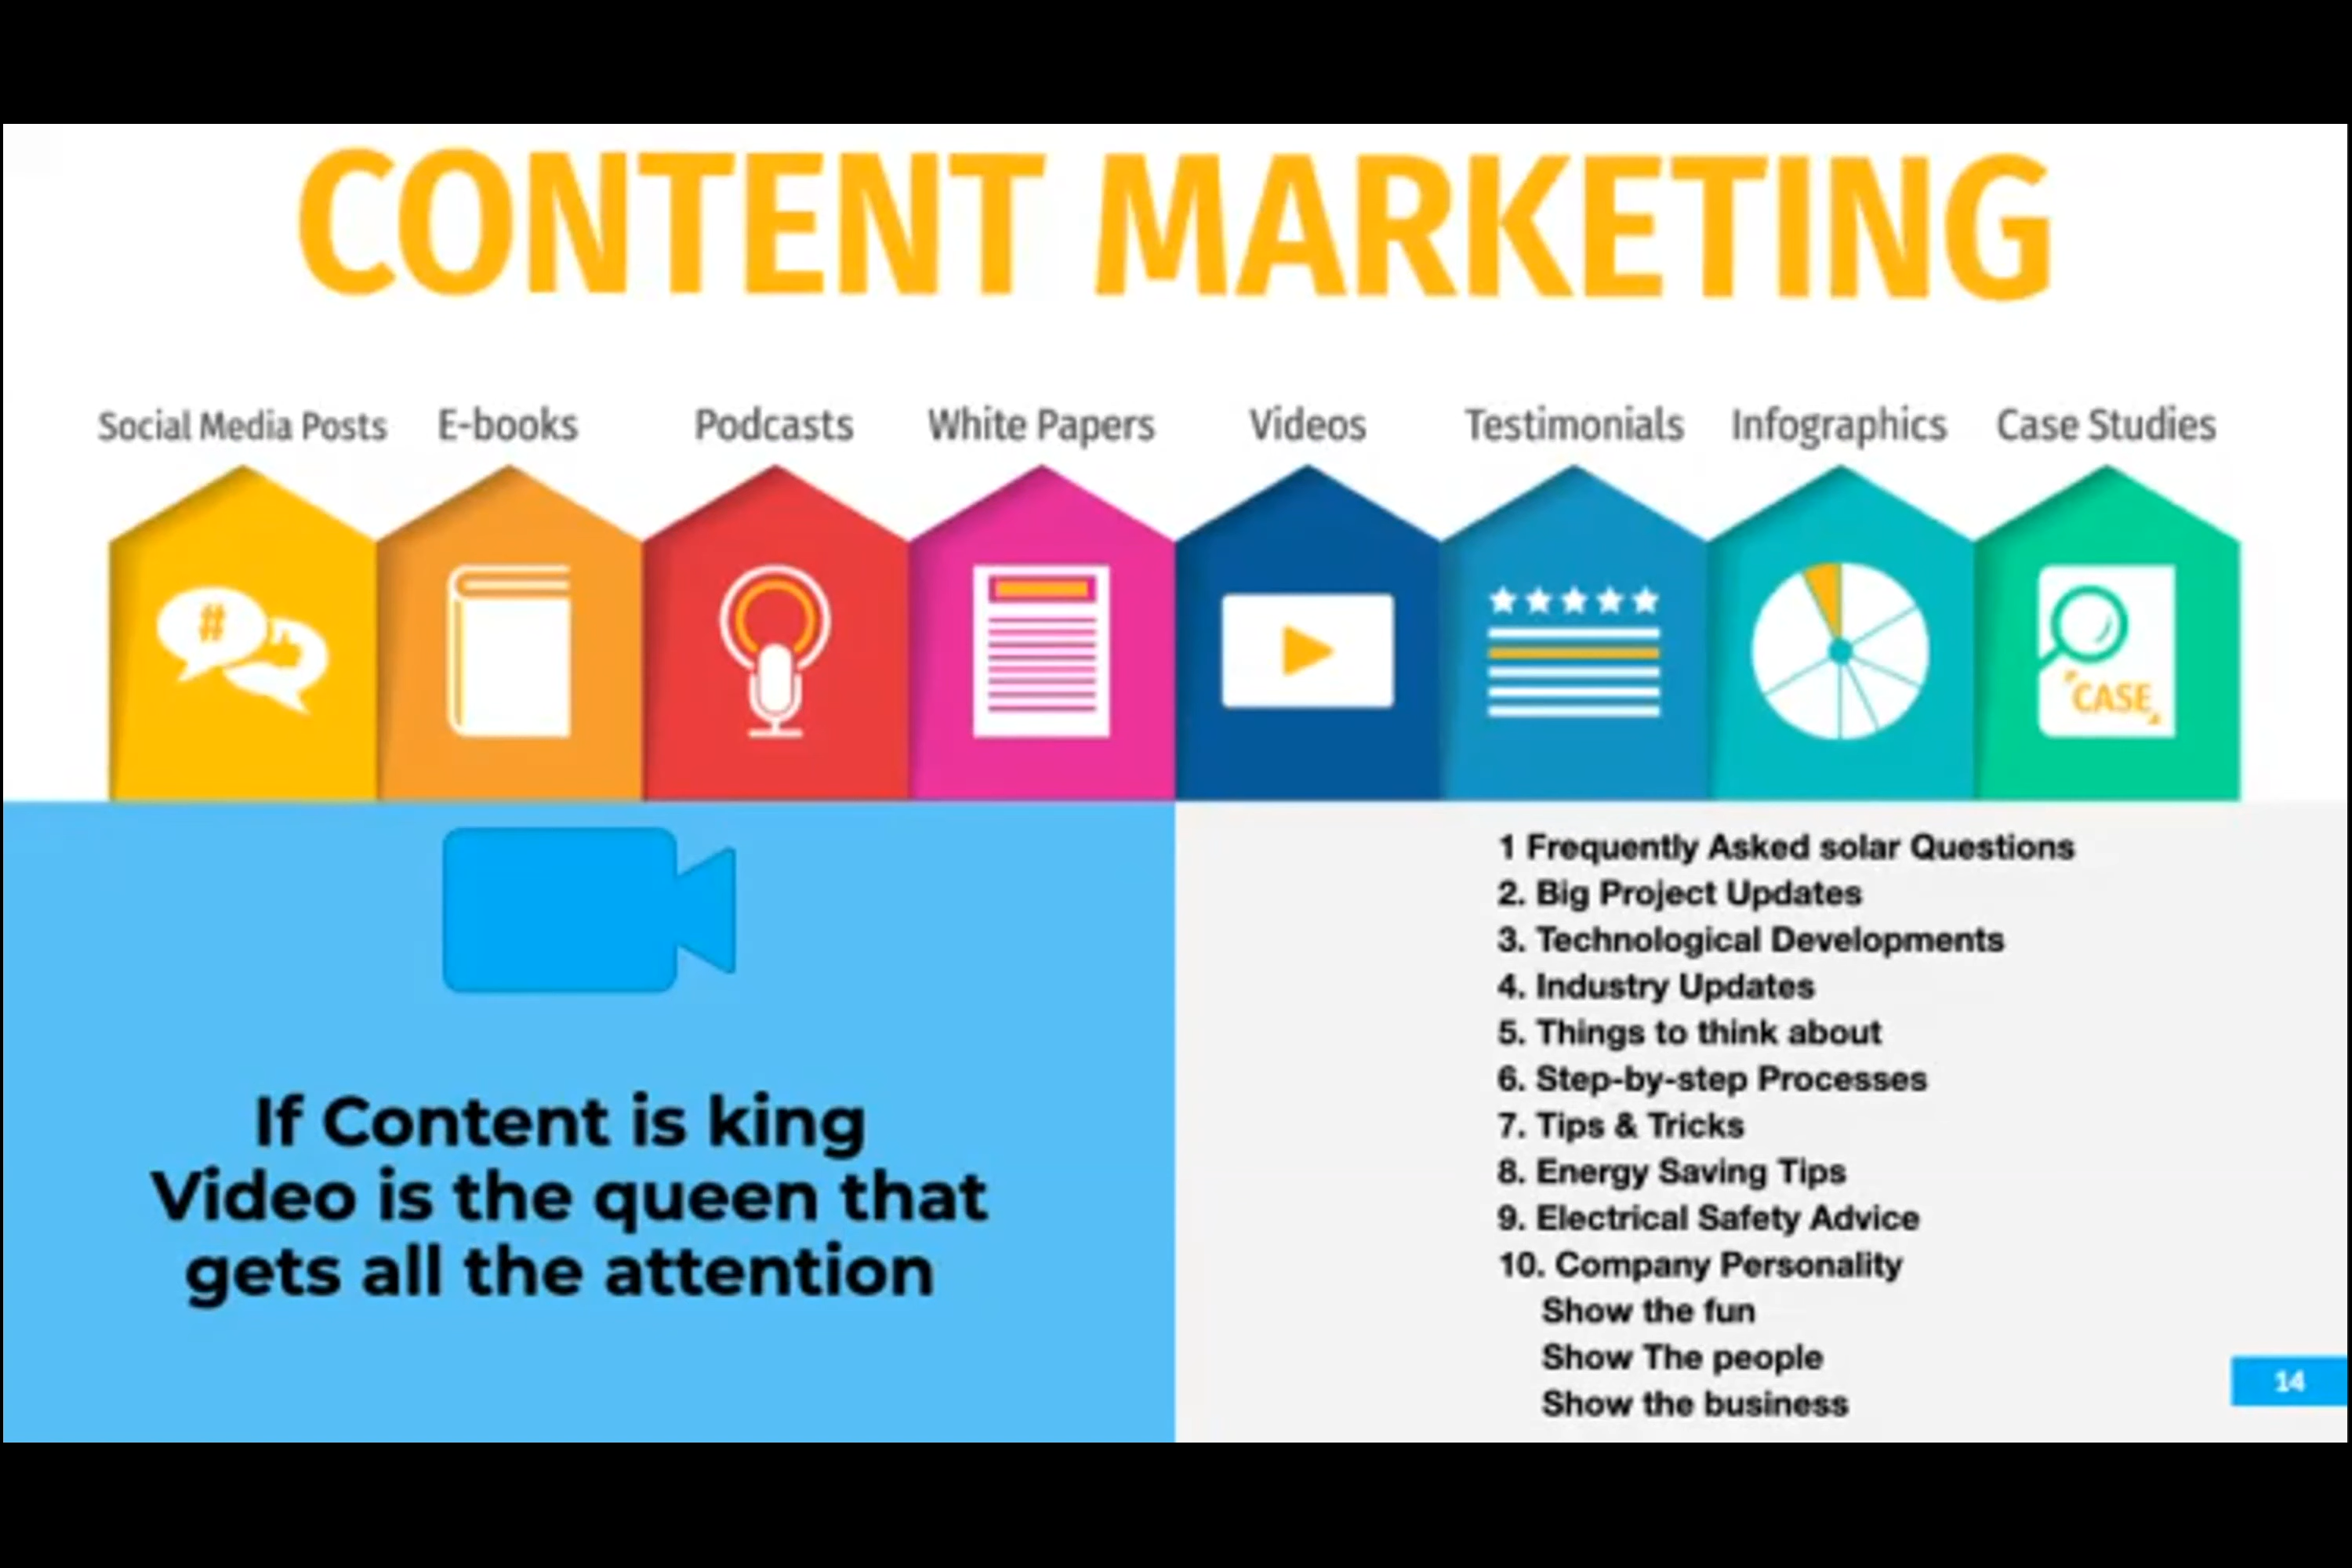 CONTENT MARKETING
Social Media Posts E-books Podcasts White Papers Videos Testimonials Infographics Case Studies
#
CASE
If Content is king
Video is the queen that
gets all the attention
1 Frequently Asked solar Questions
2. Big Project Updates
3. Technological Developments
4. Industry Updates
5. Things to think about
6. Step-by-step Processes
7. Tips & Tricks
8. Energy Saving Tips
9. Electrical Safety Advice
10. Company Personality
Show the fun
Show The people
Show the business
14